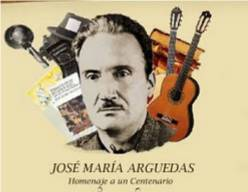 JOSÉ MARÍA ARGUEDAS
Homenaje a un Centenario